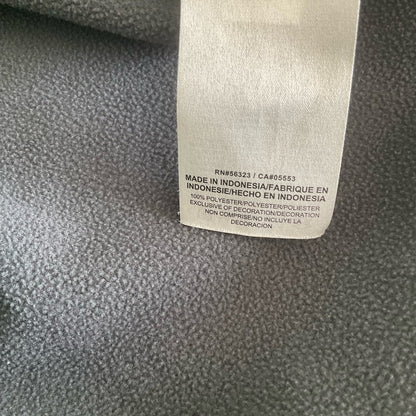 RN#56323 / CA#05553
MADE IN INDONESIA/FABRIQUE EN
INDONESIE/HECHO EN INDONESIA
100% POLYESTER/POLYESTER/POLIESTER
EXCLUSIVE OF DECORATION/DECORATION
NON COMPRISE/NO INCLUYE LA
DECORACION